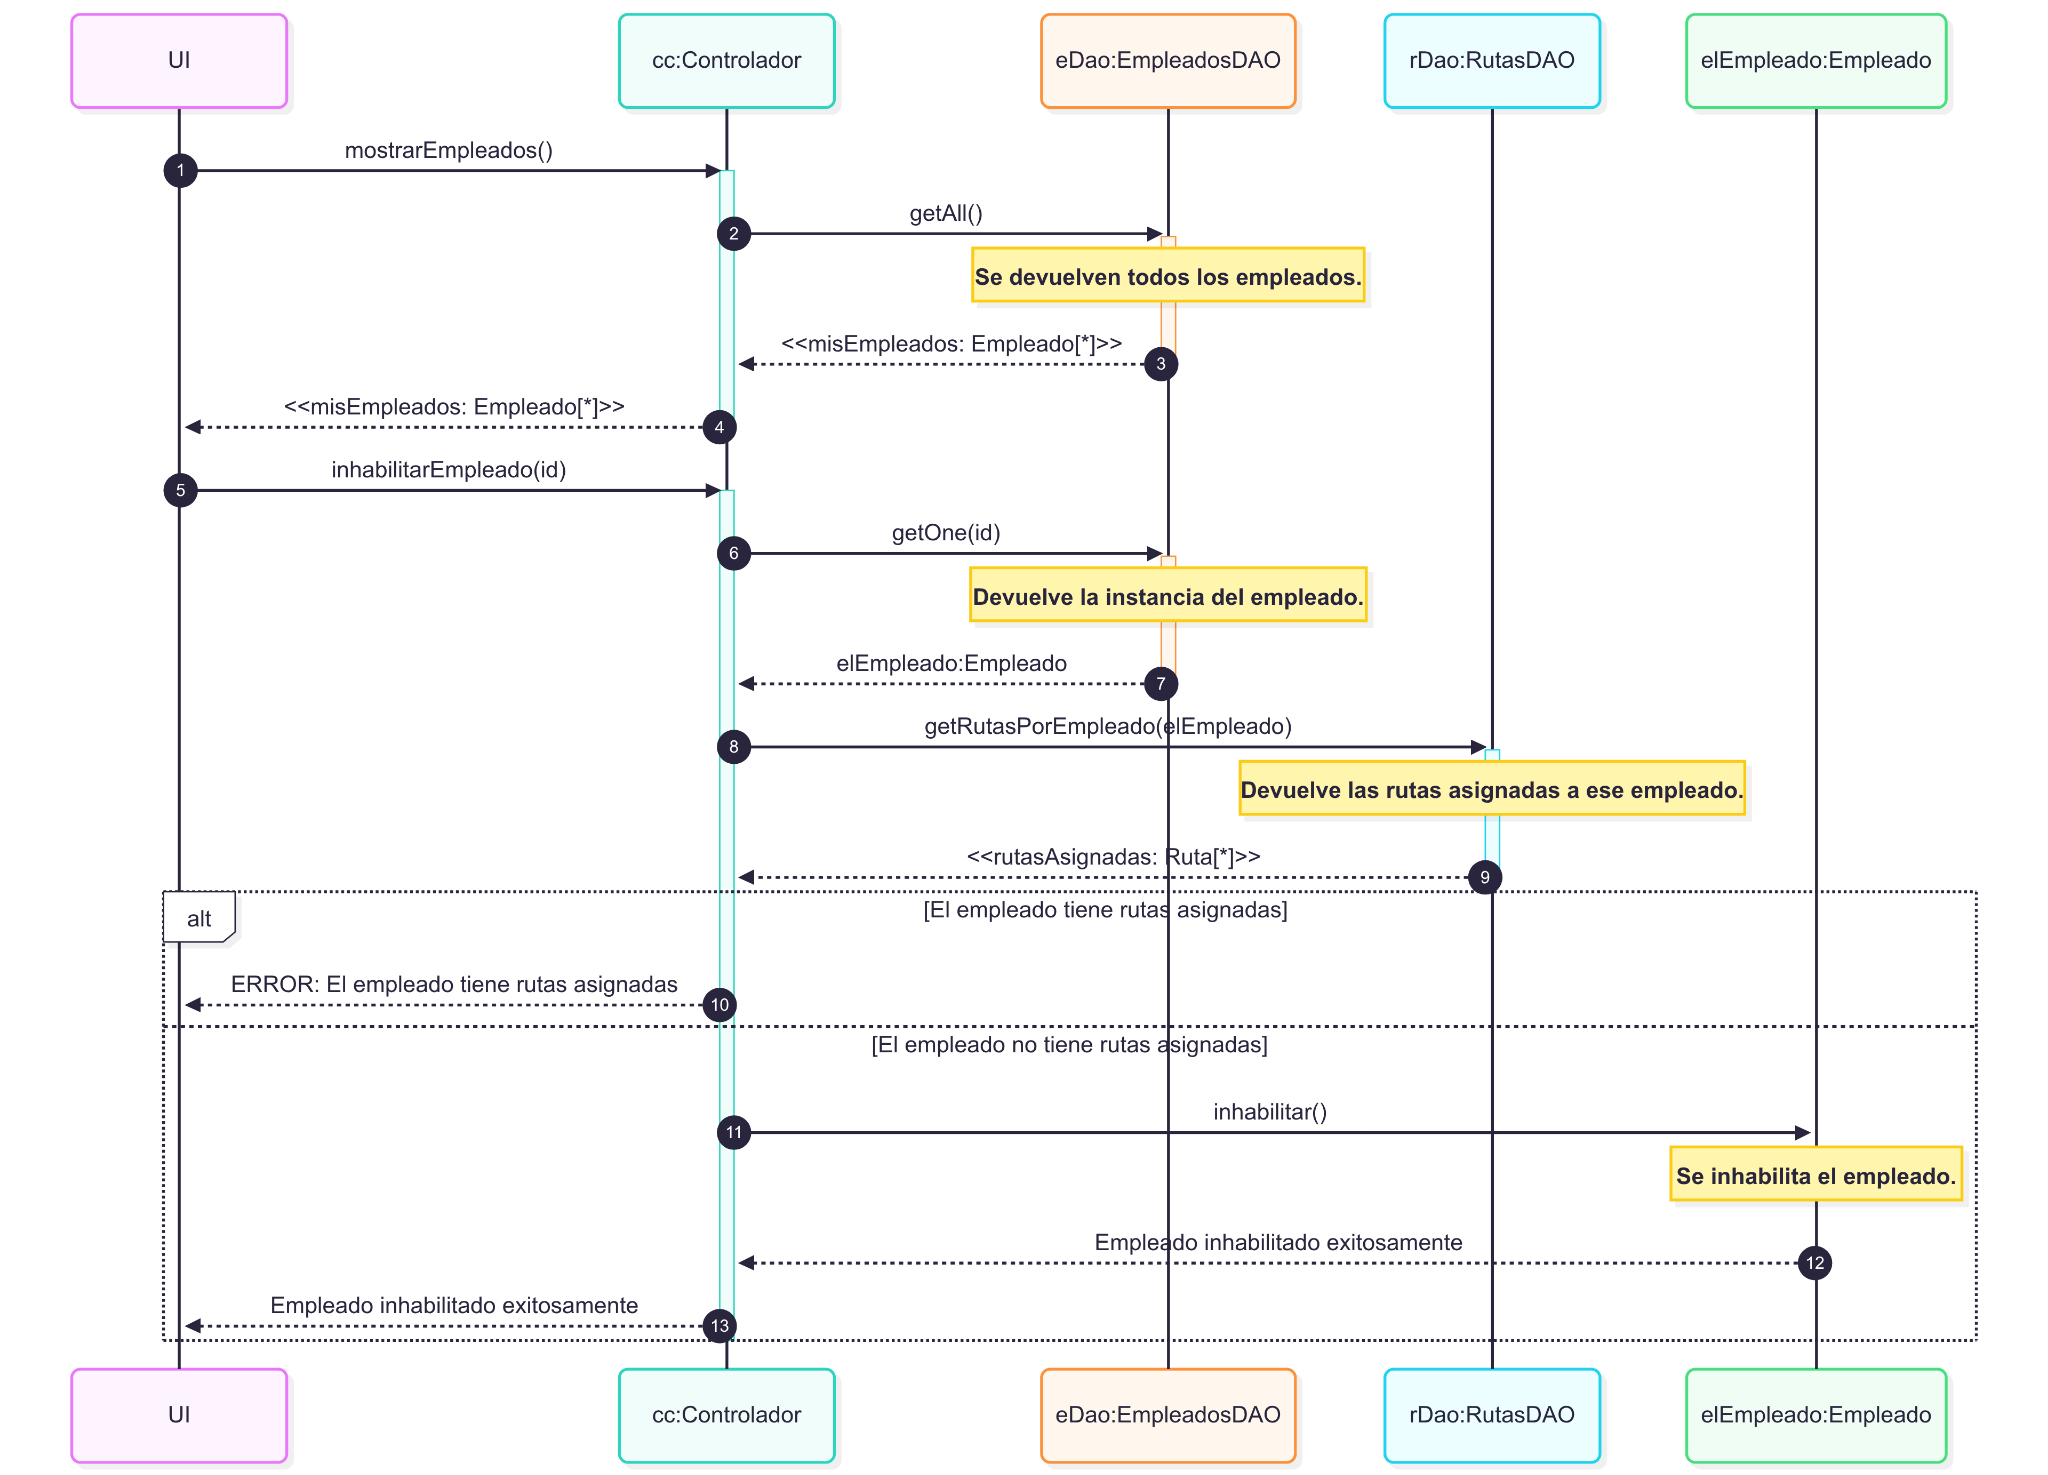 UI
cc:Controlador
eDao:EmpleadosDAO
rDao:RutasDAO
elEmpleado:Empleado
mostrarEmpleados()
1
getAll()
2
Se devuelven todos los empleados.
<<misEmpleados: Empleado[*]>>
3
<<misEmpleados: Empleado[*]>>
4
inhabilitarEmpleado(id)
5
getOne(id)
6
Devuelve la instancia del empleado.
elEmpleado:Empleado
7
getRutasPorEmpleado(elEmpleado)
8
Devuelve las rutas asignadas a ese empleado.
<<rutasAsignadas: Ruta[*]>>
9
alt
[El empleado tiene rutas asignadas]
ERROR: El empleado tiene rutas asignadas
10
[El empleado no tiene rutas asignadas]
inhabilitar()
11
Se inhabilita el empleado.
Empleado inhabilitado exitosamente
12
Empleado inhabilitado exitosamente
13
UI
cc:Controlador
eDao:EmpleadosDAO
rDao:RutasDAO
elEmpleado:Empleado